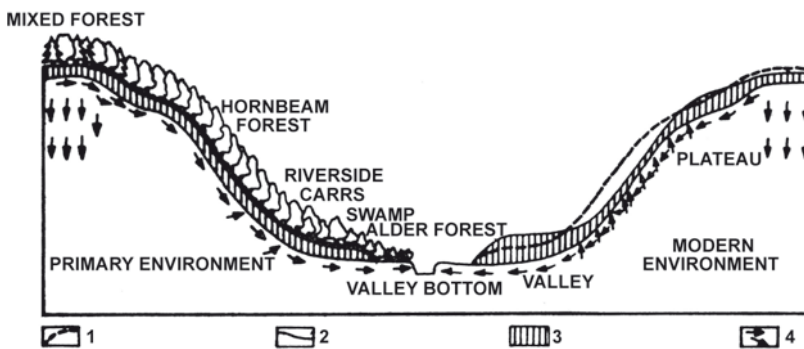 MIXED FOREST
HORNBEAM
FOREST
RIVERSIDE
CARRS
SWAMP
ALDER FOREST
PRIMARY ENVIRONMENT
VALLEY BOTTOM
VALLEY
PLATEAU
MODERN
ENVIRONMENT
1 2 3 4